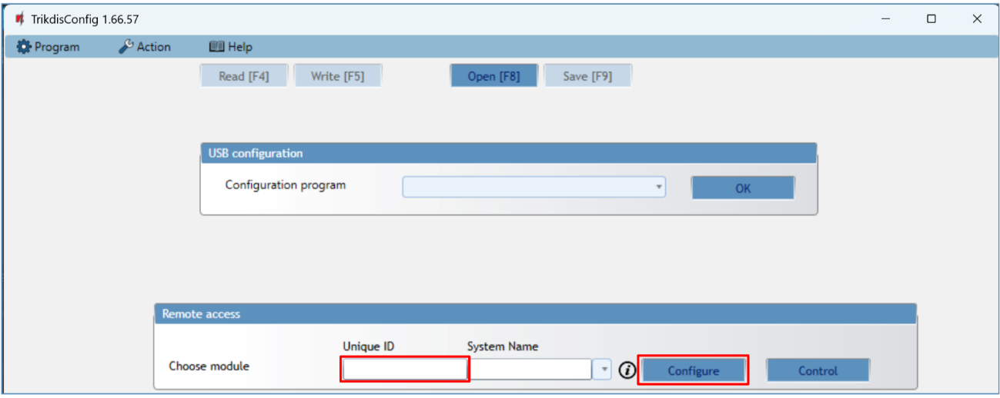 TrikdisConfig 1.66.57
Program Action Help
Read [F4] Write [F5] Open [F8] Save [F9]
USB configuration
Configuration program OK
Remote access
Unique ID System Name
Choose module i Configure Control